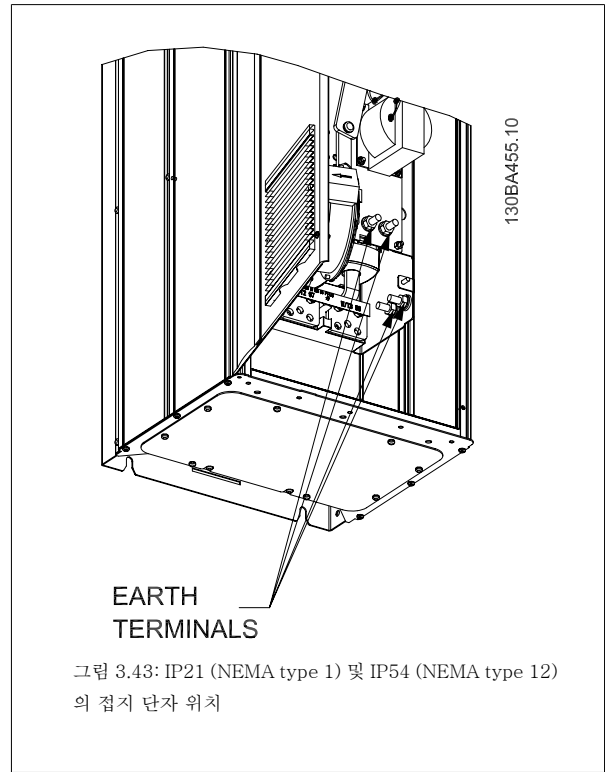 130BA455.10
EARTH
TERMINALS
그림 3.43: IP21 (NEMA type 1) 및 IP54 (NEMA type 12)
의 접지 단자 위치